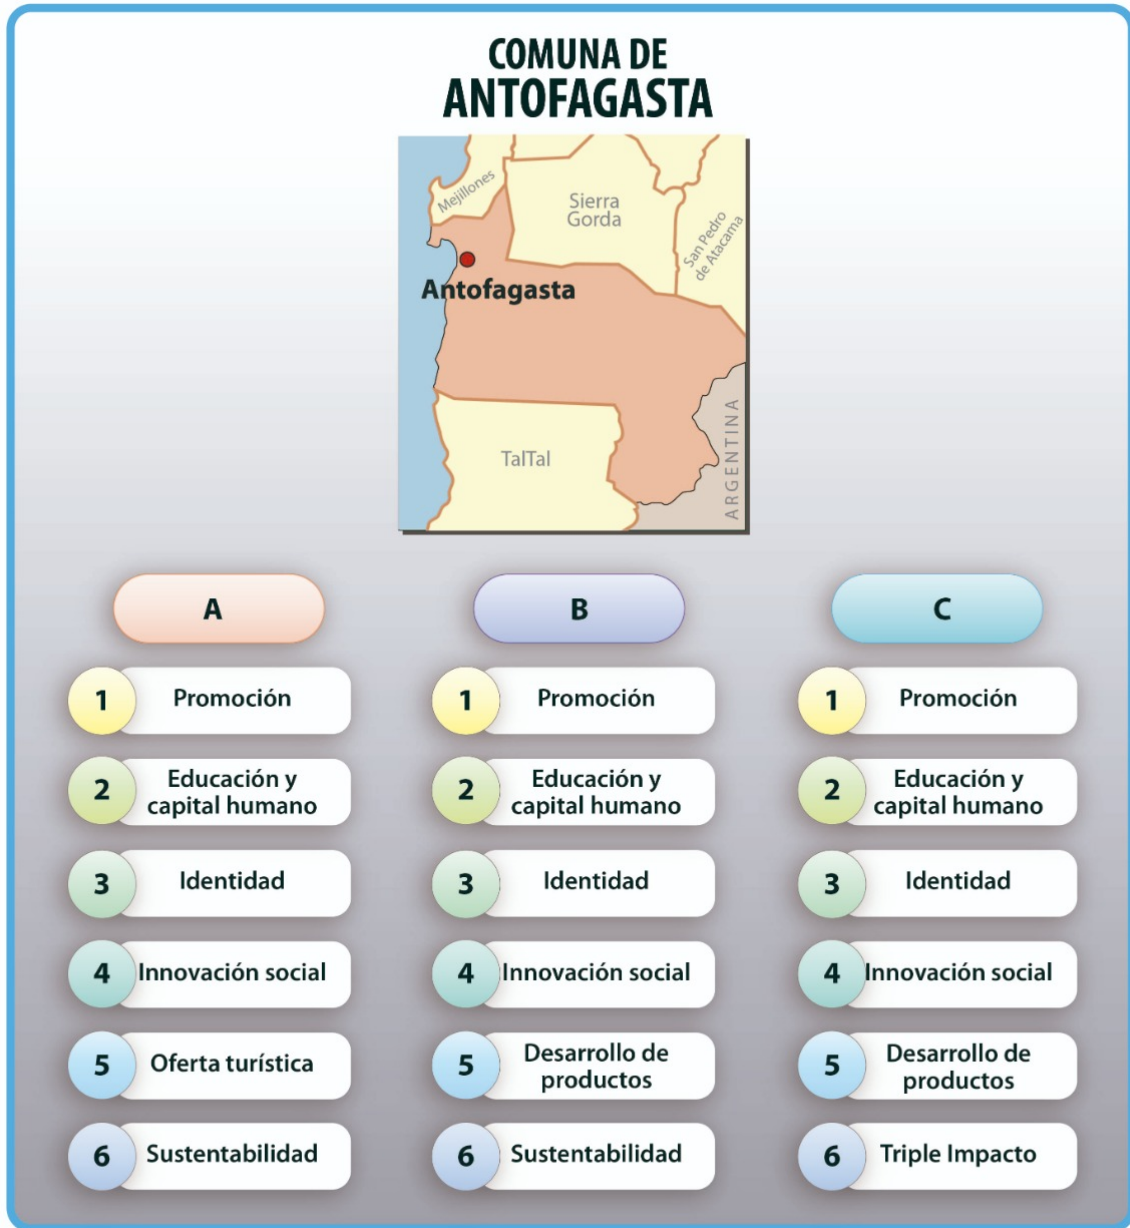 COMUNA DE
ANTOFAGASTA
Mejillones
Sierra
Gorda
San Pedro
de Atacama
Antofagasta
TalTal
ARGENTINA
A
B
C
1
Promoción
1
Promoción
1
Promoción
2
Educación y
capital humano
2
Educación y
capital humano
2
Educación y
capital humano
3
Identidad
3
Identidad
3
Identidad
4
Innovación social
4
Innovación social
4
Innovación social
5
Oferta turística
5
Desarrollo de
productos
5
Desarrollo de
productos
6
Sustentabilidad
6
Sustentabilidad
6
Triple Impacto